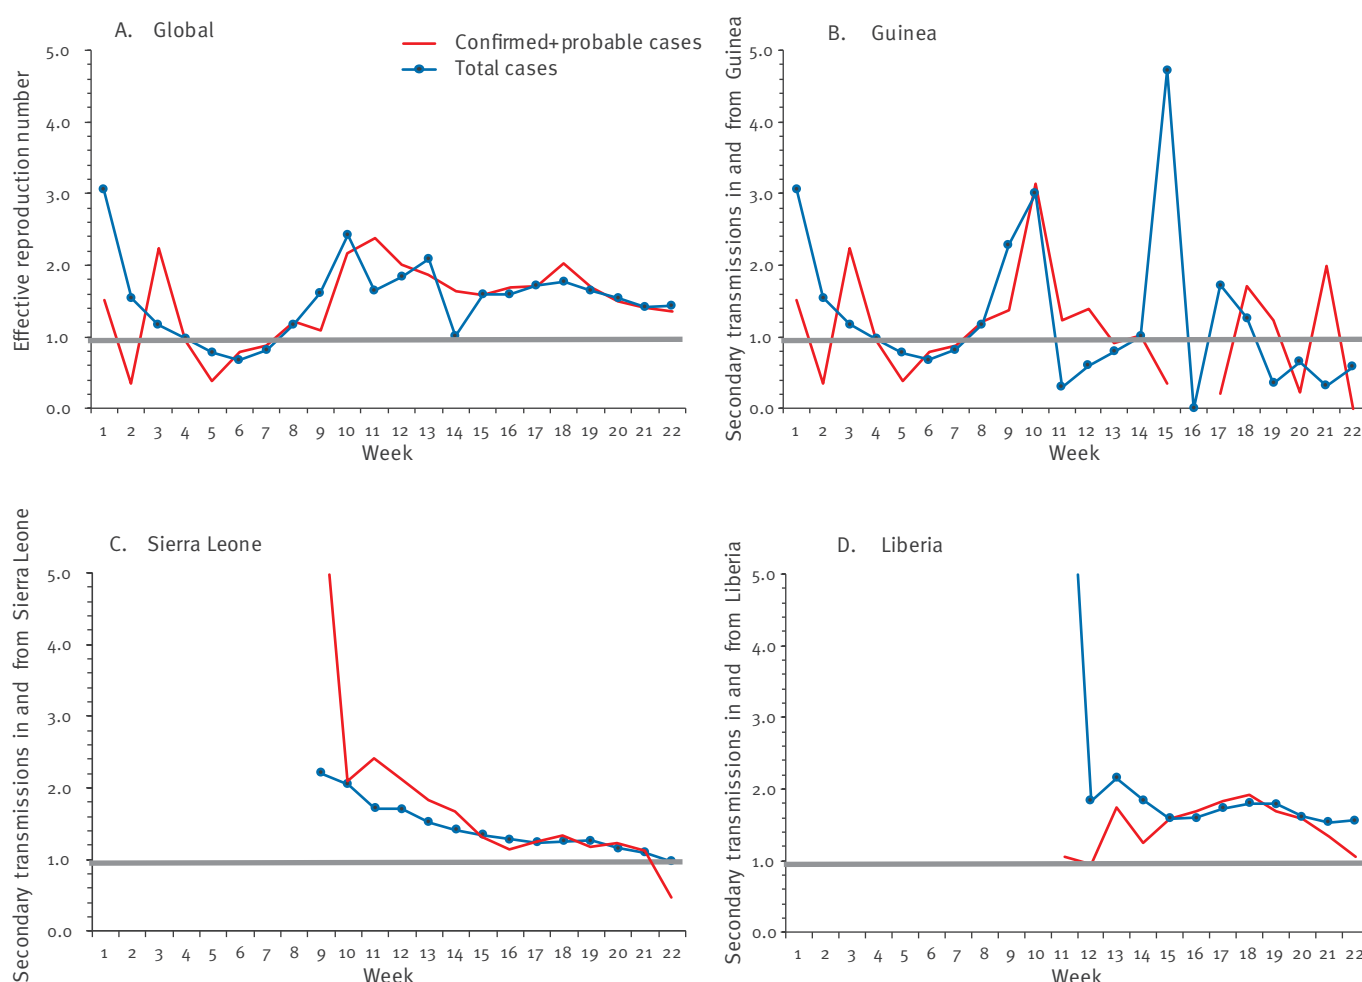 A. Global
Confirmed+probable cases
Total cases
Effective reproduction number
5.0
4.0
3.0
2.0
1.0
0.0
1 2 3 4 5 6 7 8 9 10 11 12 13 14 15 16 17 18 19 20 21 22
Week
B. Guinea
Secondary transmissions in and from Guinea
5.0
4.0
3.0
2.0
1.0
0.0
1 2 3 4 5 6 7 8 9 10 11 12 13 14 15 16 17 18 19 20 21 22
Week
C. Sierra Leone
Secondary transmissions in and from Sierra Leone
5.0
4.0
3.0
2.0
1.0
0.0
1 2 3 4 5 6 7 8 9 10 11 12 13 14 15 16 17 18 19 20 21 22
Week
D. Liberia
Secondary transmissions in and from Liberia
5.0
4.0
3.0
2.0
1.0
0.0
1 2 3 4 5 6 7 8 9 10 11 12 13 14 15 16 17 18 19 20 21 22
Week